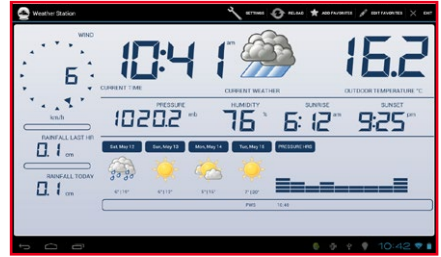 Weather Station
SETTINGS RELOAD ADD FAVORITES EDIT FAVORITES EXIT
WIND
6
km/h
10:41 am
CURRENT TIME
CURRENT WEATHER
16.2
OUTDOOR TEMPERATURE °C
PRESSURE
1020.2 mb
HUMIDITY
76 %
SUNRISE
6:12 am
SUNSET
9:25 pm
RAINFALL LAST HR
0.1 cm
RAINFALL TODAY
0.1 cm
Sat, May 12 Sun, May 13 Mon, May 14 Tue, May 15 PRESSURE HRS
PWS 10:40
10:42